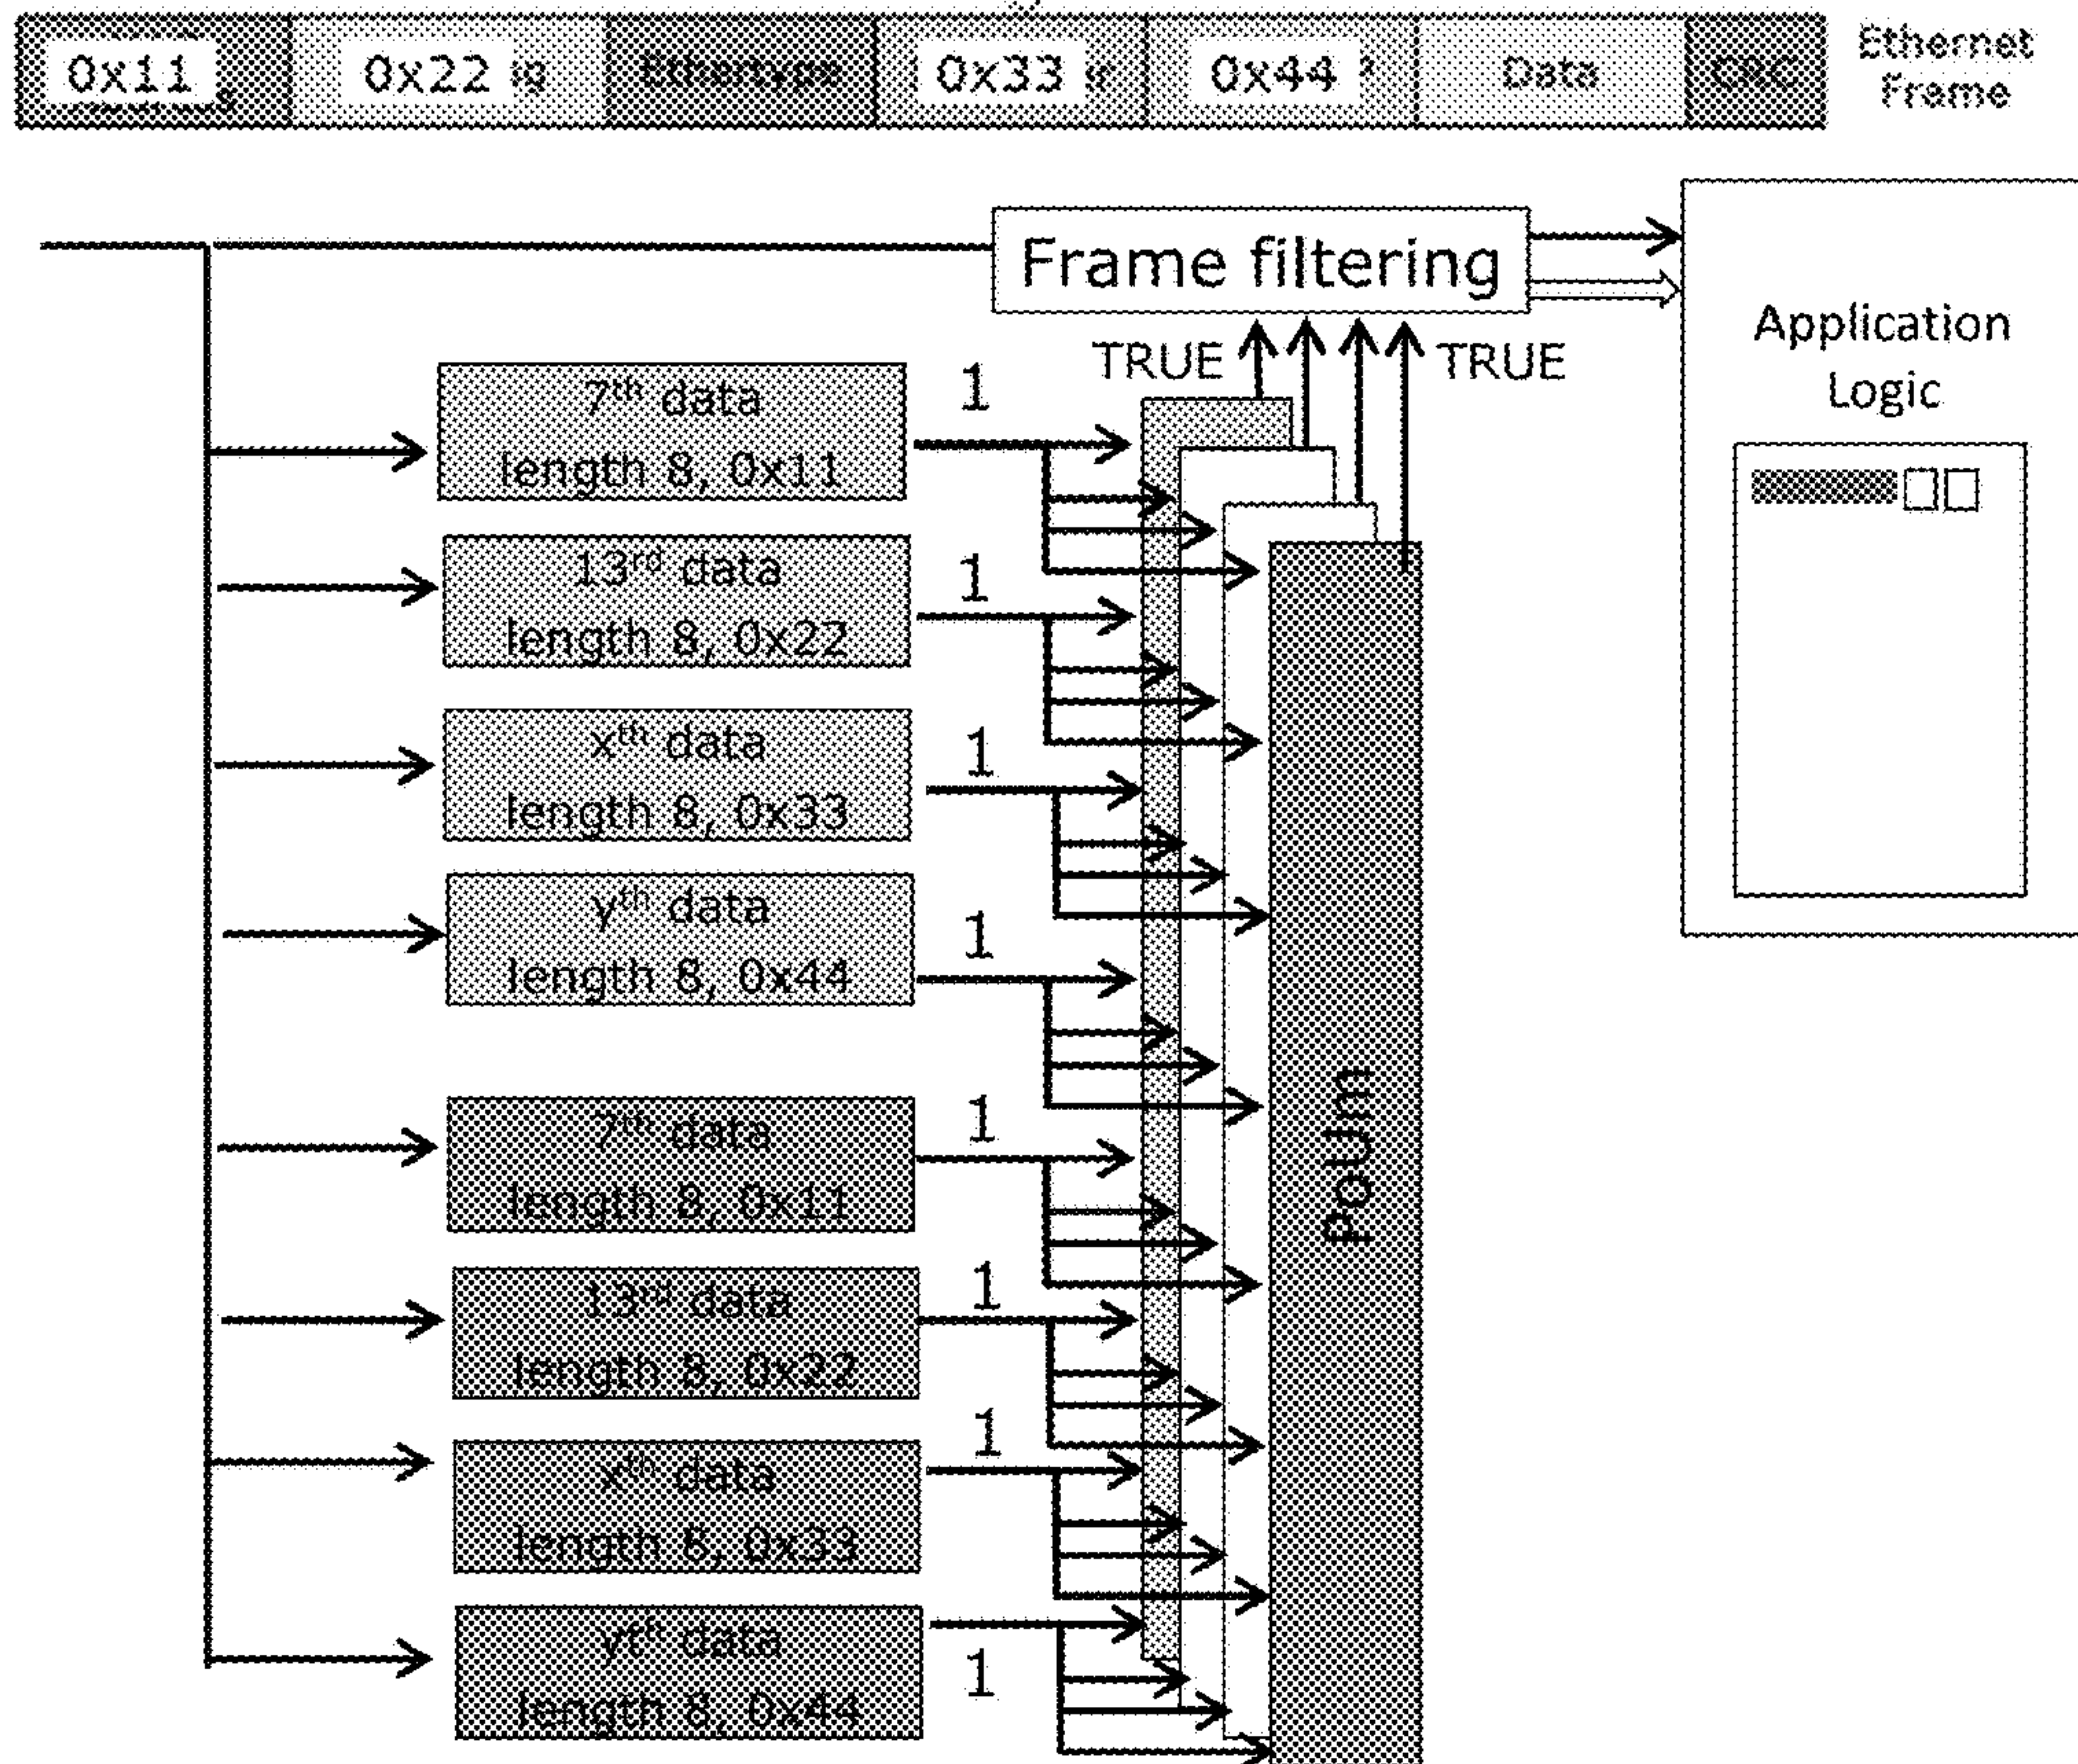 0x11
0x22
Ethertype
0x33
0x44
Data
CRC
Ethernet
Frame
Frame filtering
TRUE
TRUE
Application
Logic
7th data
length 8, 0x11
1
13rd data
length 8, 0x22
1
xth data
length 8, 0x33
1
yth data
length 8, 0x44
1
7th data
length 8, 0x11
1
13rd data
length 8, 0x22
1
xth data
length 8, 0x33
1
yth data
length 8, 0x44
1
PoUm